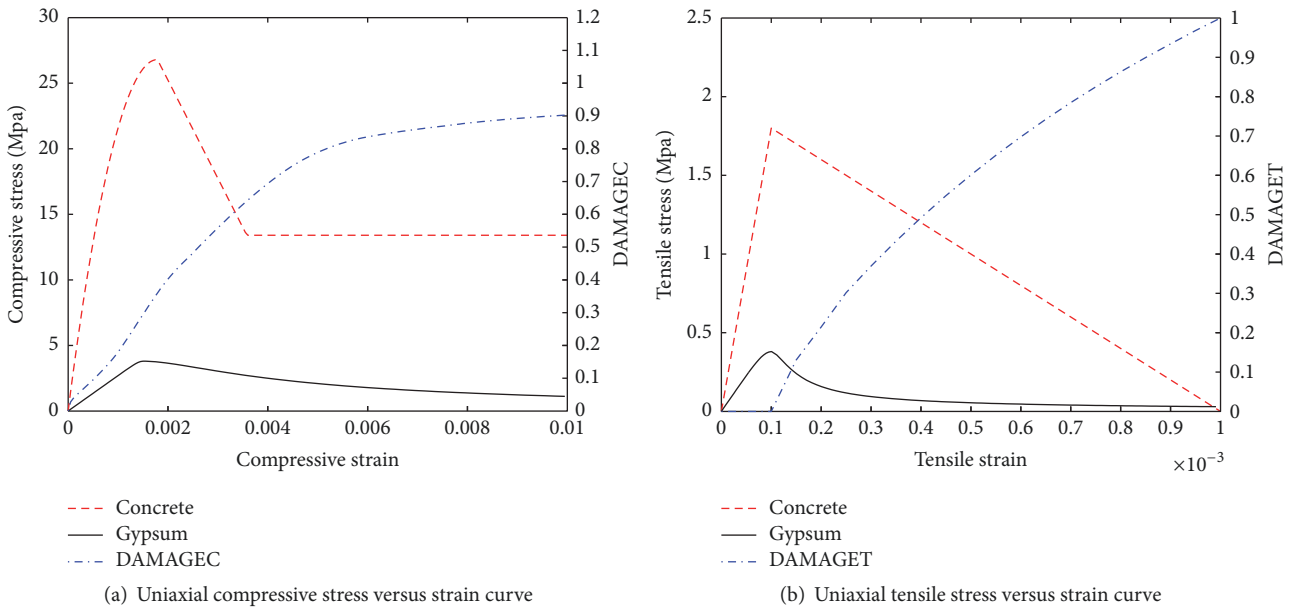 30
25
20
15
10
5
0
Compressive stress (Mpa)
1.2
1.1
1
0.9
0.8
0.7
0.6
0.5
0.4
0.3
0.2
0.1
0
DAMAGEC
0 0.002 0.004 0.006 0.008 0.01
Compressive strain
Concrete
Gypsum
DAMAGEC
(a) Uniaxial compressive stress versus strain curve
2.5
2
1.5
1
0.5
0
Tensile stress (Mpa)
1
0.9
0.8
0.7
0.6
0.5
0.4
0.3
0.2
0.1
0
DAMAGET
0 0.1 0.2 0.3 0.4 0.5 0.6 0.7 0.8 0.9 1
Tensile strain
×10⁻³
Concrete
Gypsum
DAMAGET
(b) Uniaxial tensile stress versus strain curve